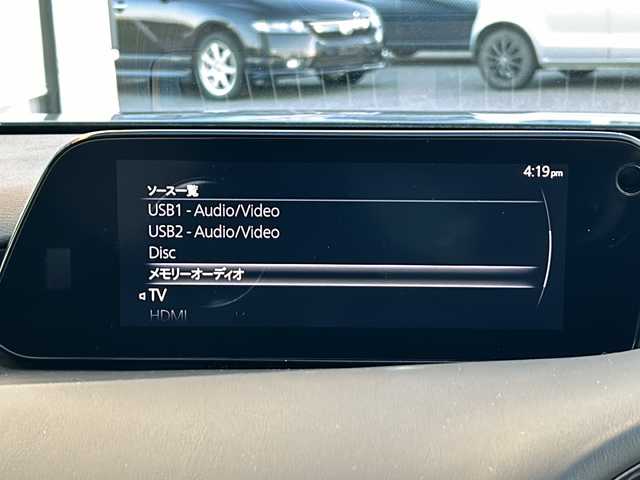 4:19pm
ソース一覧
USB1 - Audio/Video
USB2 - Audio/Video
Disc
メモリーオーディオ
TV
HDMI